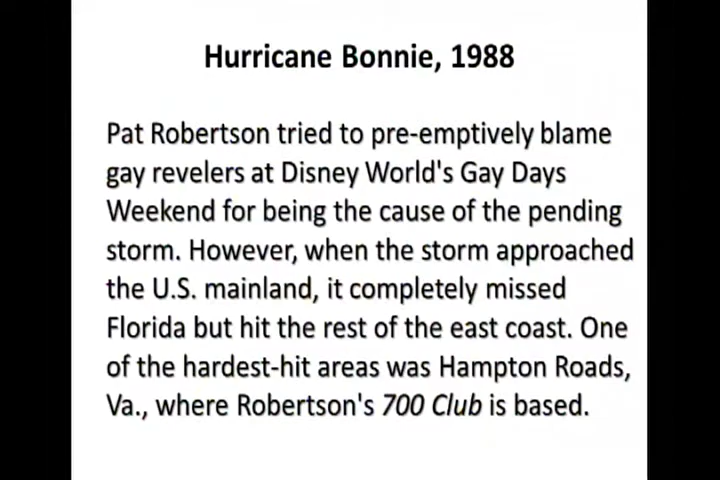 Hurricane Bonnie, 1988
Pat Robertson tried to pre-emptively blame
gay revelers at Disney World's Gay Days
Weekend for being the cause of the pending
storm. However, when the storm approached
the U.S. mainland, it completely missed
Florida but hit the rest of the east coast. One
of the hardest-hit areas was Hampton Roads,
Va., where Robertson's 700 Club is based.